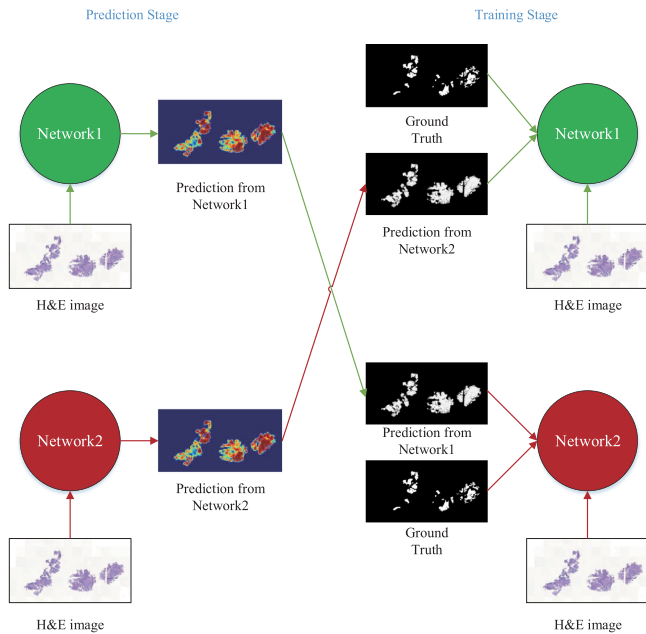 Prediction Stage
Training Stage
Network1
Prediction from
Network1
H&E image
Ground
Truth
Prediction from
Network2
Network1
H&E image
Network2
Prediction from
Network2
H&E image
Prediction from
Network1
Ground
Truth
Network2
H&E image